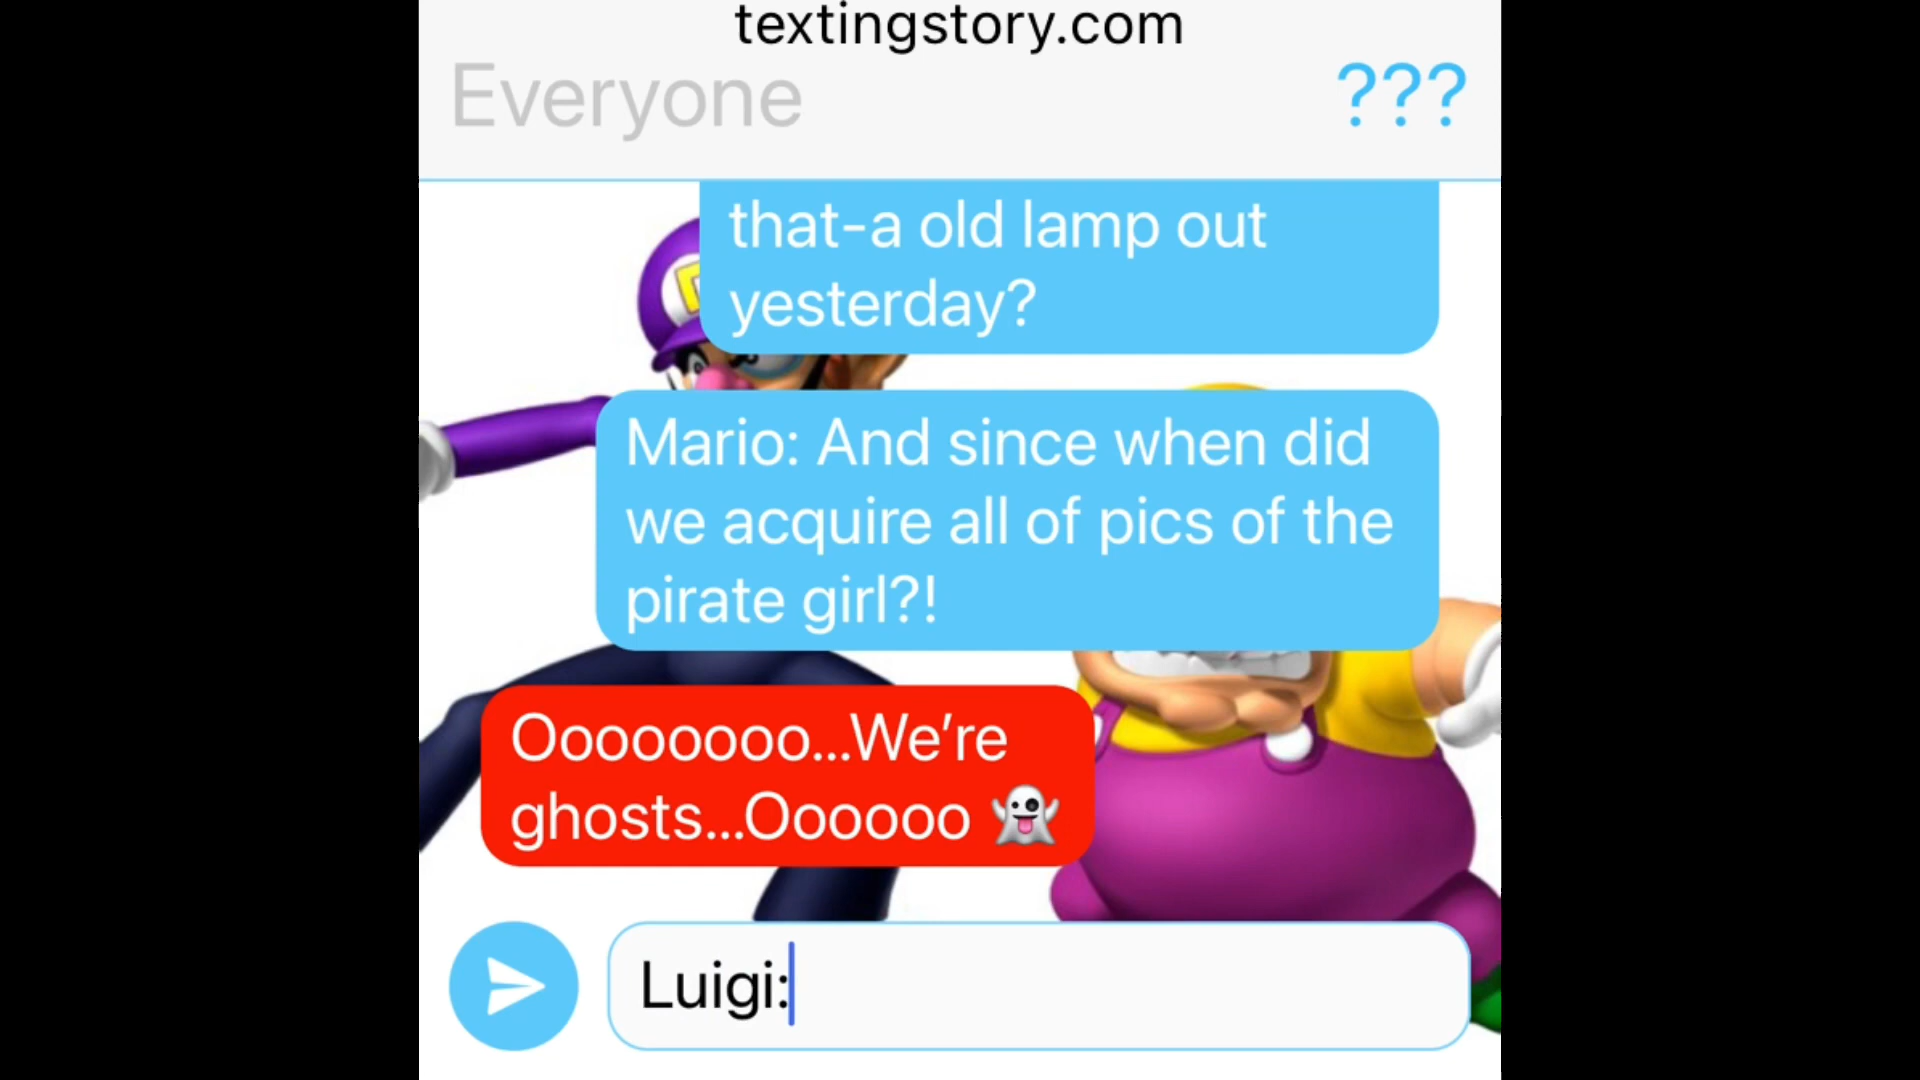 textingstory.com
Everyone
???
that-a old lamp out
yesterday?
Mario: And since when did
we acquire all of pics of the
pirate girl?!
Oooooooo...We’re
ghosts...Oooooo 👻
Luigi: